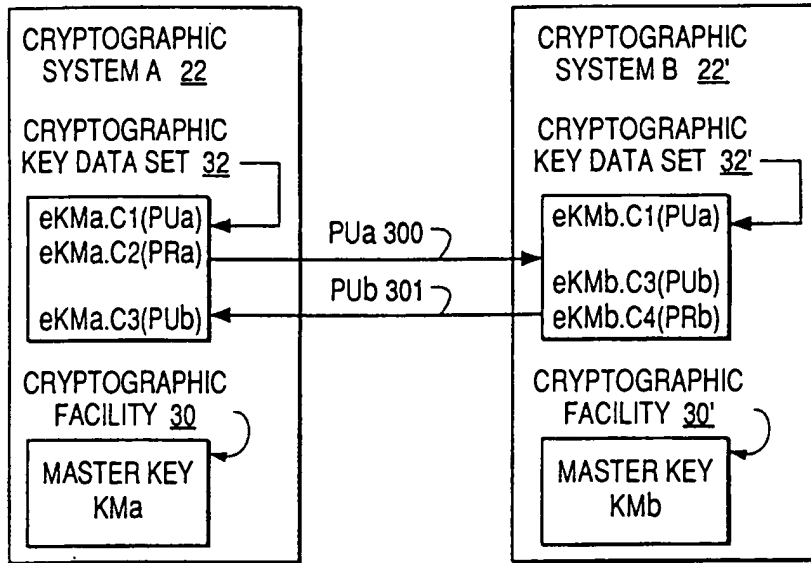 CRYPTOGRAPHIC
SYSTEM A 22
CRYPTOGRAPHIC
KEY DATA SET 32
eKMa.C1(PUa)
eKMa.C2(PRa)
eKMa.C3(PUb)
CRYPTOGRAPHIC
FACILITY 30
MASTER KEY
KMa
PUa 300
PUb 301
CRYPTOGRAPHIC
SYSTEM B 22'
CRYPTOGRAPHIC
KEY DATA SET 32'
eKMb.C1(PUa)
eKMb.C3(PUb)
eKMb.C4(PRb)
CRYPTOGRAPHIC
FACILITY 30'
MASTER KEY
KMb